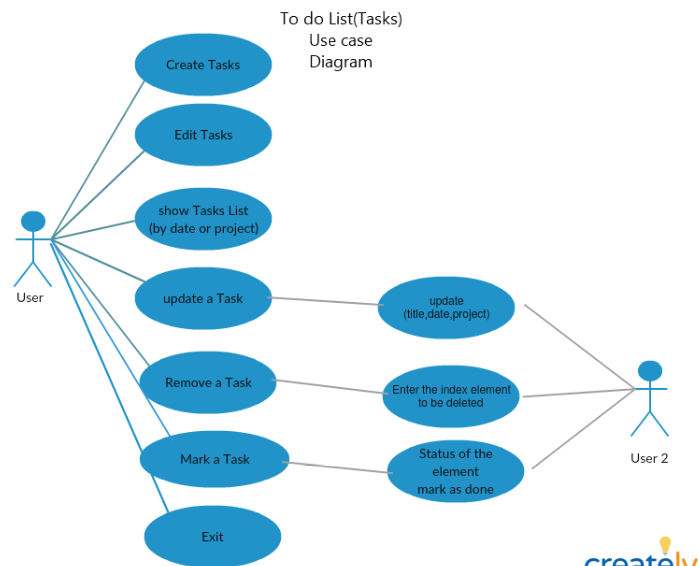 To do List(Tasks)
Use case
Diagram
Create Tasks
Edit Tasks
show Tasks List
(by date or project)
User
update a Task
update
(title,date,project)
Remove a Task
Enter the index element
to be deleted
Mark a Task
Status of the
element
mark as done
User 2
Exit
creately